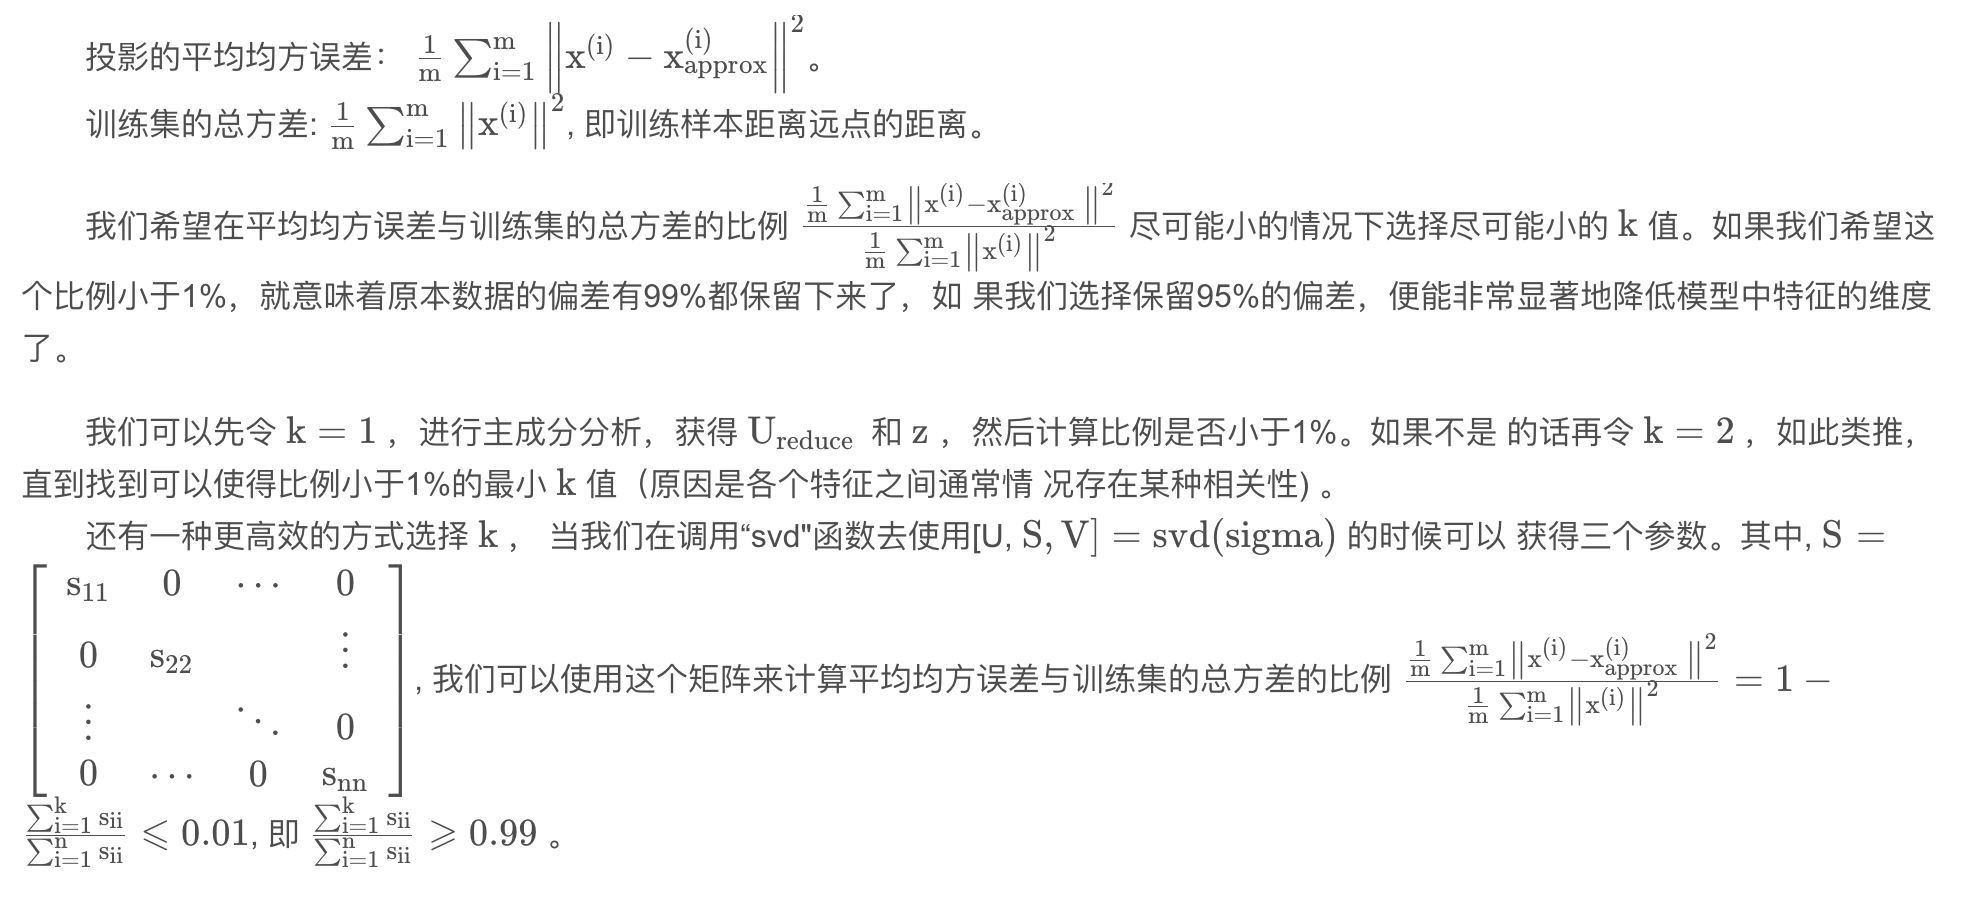 投影的平均均方误差： \frac{1}{m} \sum_{i=1}^{m} \left\| x^{(i)} - x_{approx}^{(i)} \right\|^2 。
训练集的总方差: \frac{1}{m} \sum_{i=1}^{m} \left\| x^{(i)} \right\|^2 , 即训练样本距离远点的距离。
我们希望在平均均方误差与训练集的总方差的比例 \frac{\frac{1}{m} \sum_{i=1}^{m} \left\| x^{(i)} - x_{approx}^{(i)} \right\|^2}{\frac{1}{m} \sum_{i=1}^{m} \left\| x^{(i)} \right\|^2} 尽可能小的情况下选择尽可能小的 k 值。如果我们希望这
个比例小于1%，就意味着原本数据的偏差有99%都保留下来了，如 果我们选择保留95%的偏差，便能非常显著地降低模型中特征的维度
了。
我们可以先令 k = 1 ，进行主成分分析，获得 U_{reduce} 和 z ，然后计算比例是否小于1%。如果不是 的话再令 k = 2 ，如此类推，
直到找到可以使得比例小于1%的最小 k 值（原因是各个特征之间通常情 况存在某种相关性) 。
还有一种更高效的方式选择 k ， 当我们在调用“svd"函数去使用[U, S, V] = svd(sigma) 的时候可以 获得三个参数。其中, S =
\begin{bmatrix} s_{11} & 0 & \cdots & 0 \\ 0 & s_{22} & & \vdots \\ \vdots & & \ddots & 0 \\ 0 & \cdots & 0 & s_{nn} \end{bmatrix} , 我们可以使用这个矩阵来计算平均均方误差与训练集的总方差的比例 \frac{\frac{1}{m} \sum_{i=1}^{m} \left\| x^{(i)} - x_{approx}^{(i)} \right\|^2}{\frac{1}{m} \sum_{i=1}^{m} \left\| x^{(i)} \right\|^2} = 1 −
\frac{\sum_{i=1}^{k} s_{ii}}{\sum_{i=1}^{n} s_{ii}} ⩽ 0.01, 即 \frac{\sum_{i=1}^{k} s_{ii}}{\sum_{i=1}^{n} s_{ii}} ⩾ 0.99 。